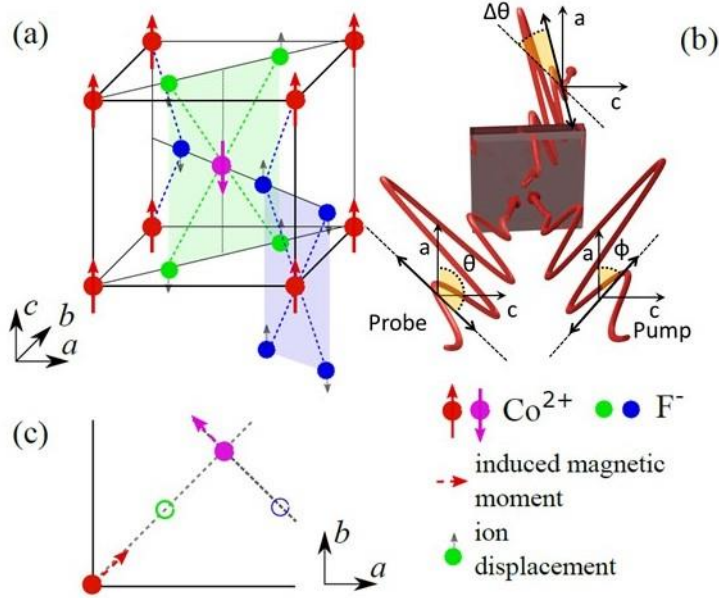 (a)
c
b
a
(b)
Δθ
a
c
a
θ
c
Probe
a
ϕ
c
Pump
(c)
b
a
Co²⁺
F⁻
induced magnetic
moment
ion
displacement